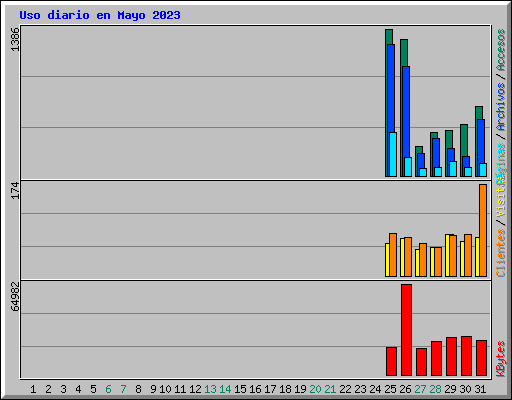 Uso diario en Mayo 2023
1386
174
64982
Accesos / Archivos / Páginas
Visitas / Clientes
KBytes
1 2 3 4 5 6 7 8 9 10 11 12 13 14 15 16 17 18 19 20 21 22 23 24 25 26 27 28 29 30 31